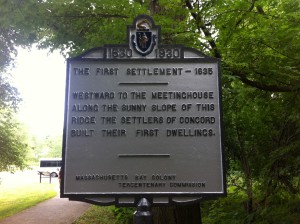 1630 1930
THE FIRST SETTLEMENT — 1635
WESTWARD TO THE MEETINGHOUSE
ALONG THE SUNNY SLOPE OF THIS
RIDGE THE SETTLERS OF CONCORD
BUILT THEIR FIRST DWELLINGS.
MASSACHUSETTS BAY COLONY
TERCENTENARY COMMISSION